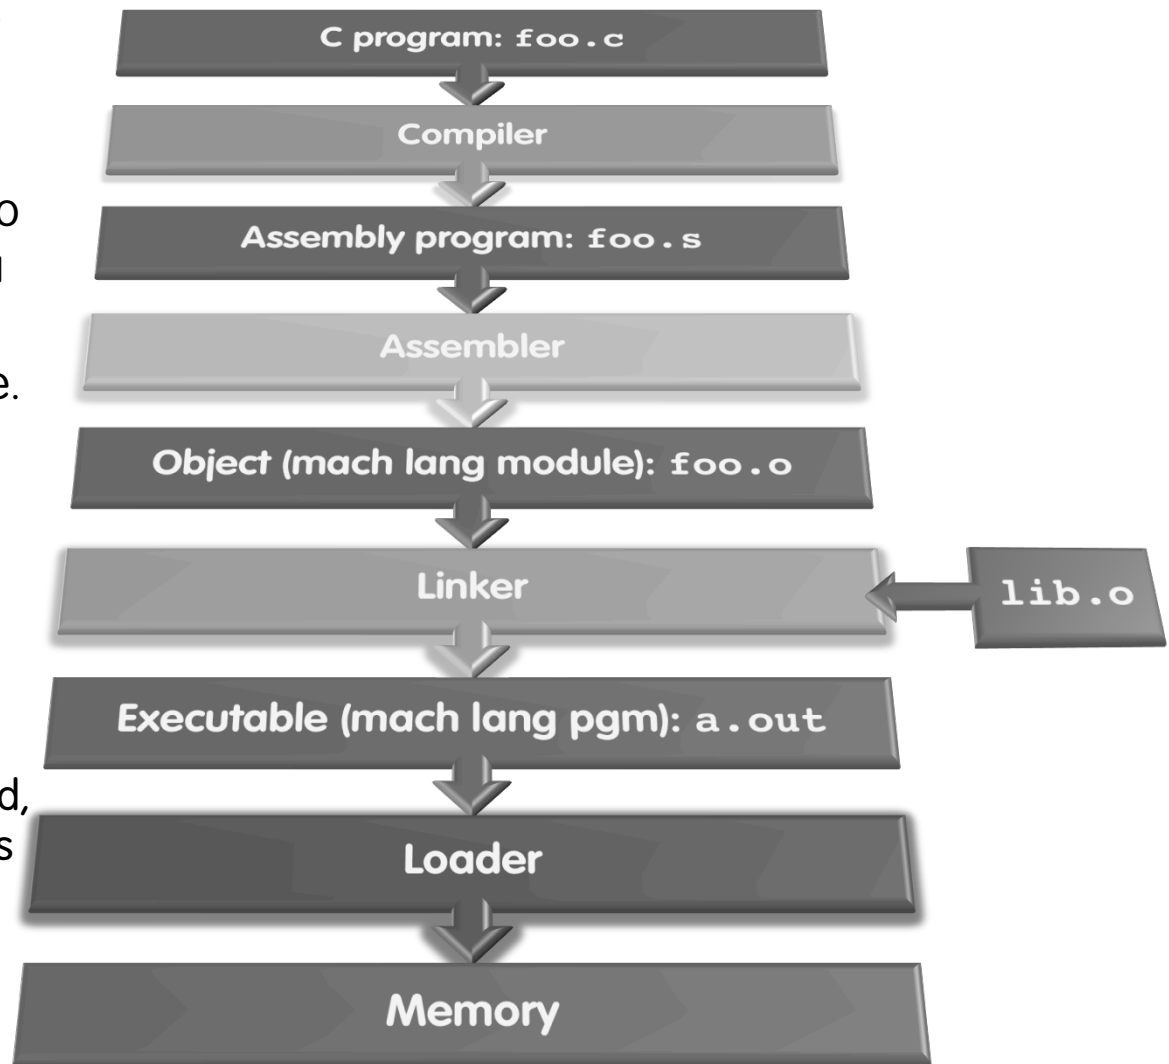 C program: foo.c
Compiler
Assembly program: foo.s
Assembler
e.
Object (mach lang module): foo.o
Linker
lib.o
Executable (mach lang pgm): a.out
d,
s
Loader
Memory